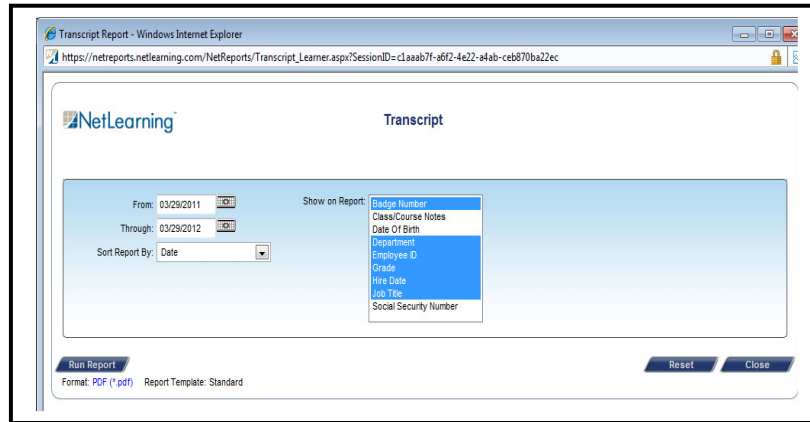 Transcript Report - Windows Internet Explorer
https://netreports.netlearning.com/NetReports/Transcript_Learner.aspx?SessionID=c1aaab7f-a6f2-4e22-a4ab-ceb870ba22ec
NetLearning
Transcript
From: 03/29/2011
Through: 03/29/2012
Sort Report By: Date
Show on Report:
Badge Number
Class/Course Notes
Date Of Birth
Department
Employee ID
Grade
Hire Date
Job Title
Social Security Number
Run Report
Reset
Close
Format: PDF (*.pdf) Report Template: Standard